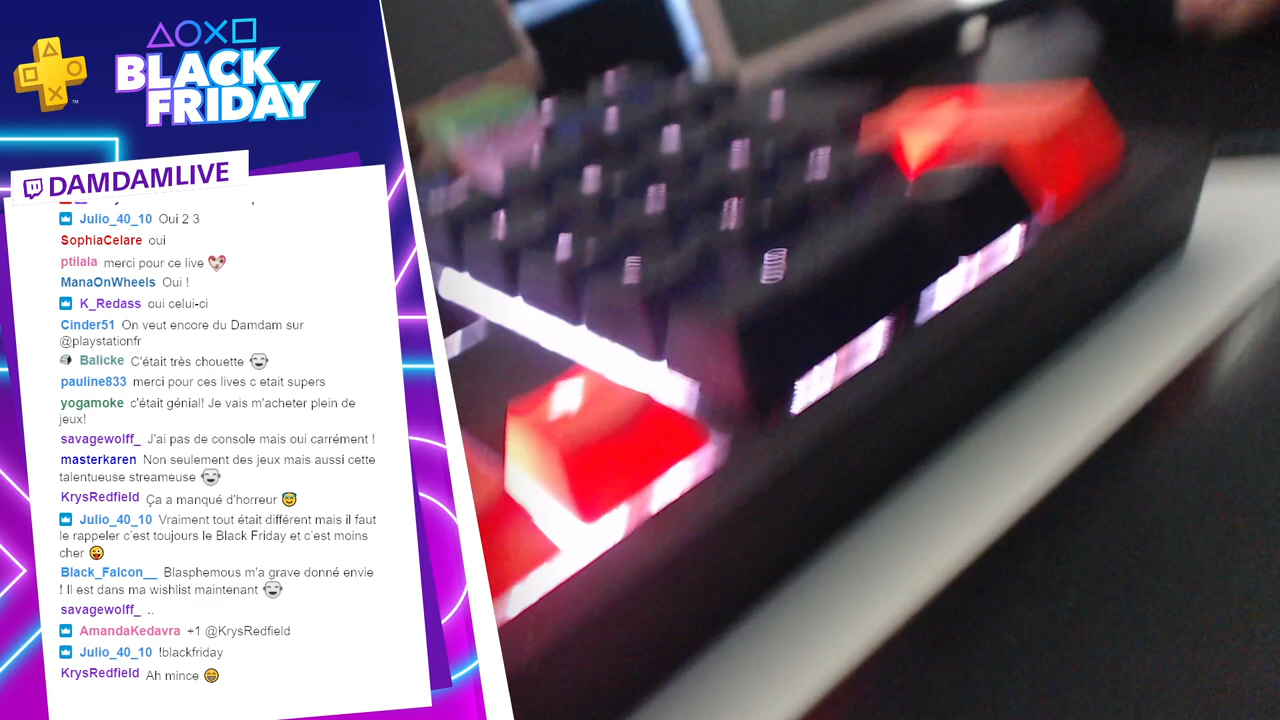 BLACK
FRIDAY
™
DAMDAMLIVE
Julio_40_10 Oui 2 3
SophiaCelare oui
ptilala merci pour ce live
ManaOnWheels Oui !
K_Redass oui celui-ci
Cinder51 On veut encore du Damdam sur
@playstationfr
Balicke C'était très chouette
pauline833 merci pour ces lives c etait supers
yogamoke c'était génial! Je vais m'acheter plein de
jeux!
savagewolff_ J'ai pas de console mais oui carrément !
masterkaren Non seulement des jeux mais aussi cette
talentueuse streameuse
KrysRedfield Ça a manqué d'horreur
Julio_40_10 Vraiment tout était différent mais il faut
le rappeler c'est toujours le Black Friday et c'est moins
cher
Black_Falcon__ Blasphemous m'a grave donné envie
! Il est dans ma wishlist maintenant
savagewolff_ ..
AmandaKedavra +1 @KrysRedfield
Julio_40_10 !blackfriday
KrysRedfield Ah mince